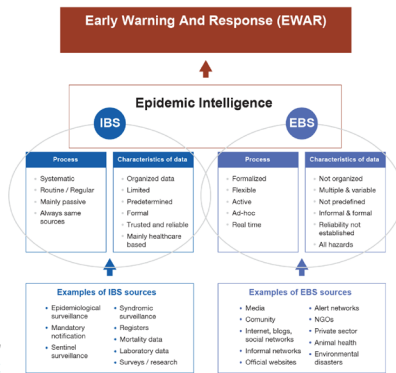 Early Warning And Response (EWAR)
Epidemic Intelligence
IBS
EBS
Process
Systematic
Routine / Regular
Mainly passive
Always same
sources
Characteristics of data
Organized data
Limited
Predetermined
Formal
Trusted and reliable
Mainly healthcare
based
Process
Formalized
Flexible
Active
Ad-hoc
Real time
Characteristics of data
Not organized
Multiple & variable
Not predefined
Informal & formal
Reliability not
established
All hazards
Examples of IBS sources
Epidemiological
surveillance
Mandatory
notification
Sentinel
surveillance
Syndromic
surveillance
Registers
Mortality data
Laboratory data
Surveys / research
Examples of EBS sources
Media
Comunity
Internet, blogs,
social networks
Informal networks
Official websites
Alert networks
NGOs
Private sector
Animal health
Environmental
disasters